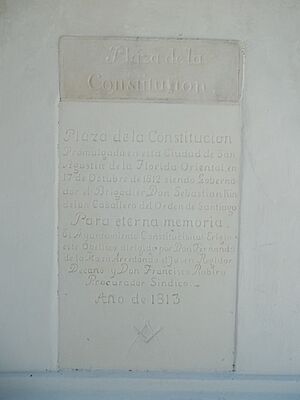 Plaza de la
Constitucion
Plaza de la Constitucion
Promulgada en esta Ciudad de San
Agustin de la Florida Oriental en
17 de Octubre de 1812 siendo Goberna
dor el Brigadier Don Sebastian Kin
delan Caballero del Orden de Santiago
Para eterna memoria
El Ayuntamiento Constitucional Erigio
este Obelisco dirigido por Don Fernando
de la Maza Arredondo el Joven Regidor
Decano y Don Francisco Robira
Procurador Sindico
Año de 1813